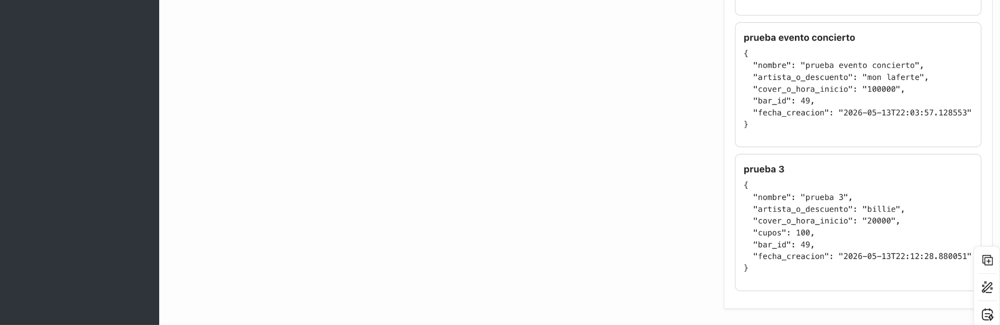 prueba evento concierto
{
  "nombre": "prueba evento concierto",
  "artista_o_descuento": "mon laferte",
  "cover_o_hora_inicio": "100000",
  "bar_id": 49,
  "fecha_creacion": "2026-05-13T22:03:57.128553"
}
prueba 3
{
  "nombre": "prueba 3",
  "artista_o_descuento": "billie",
  "cover_o_hora_inicio": "20000",
  "cupos": 100,
  "bar_id": 49,
  "fecha_creacion": "2026-05-13T22:12:28.880051"
}